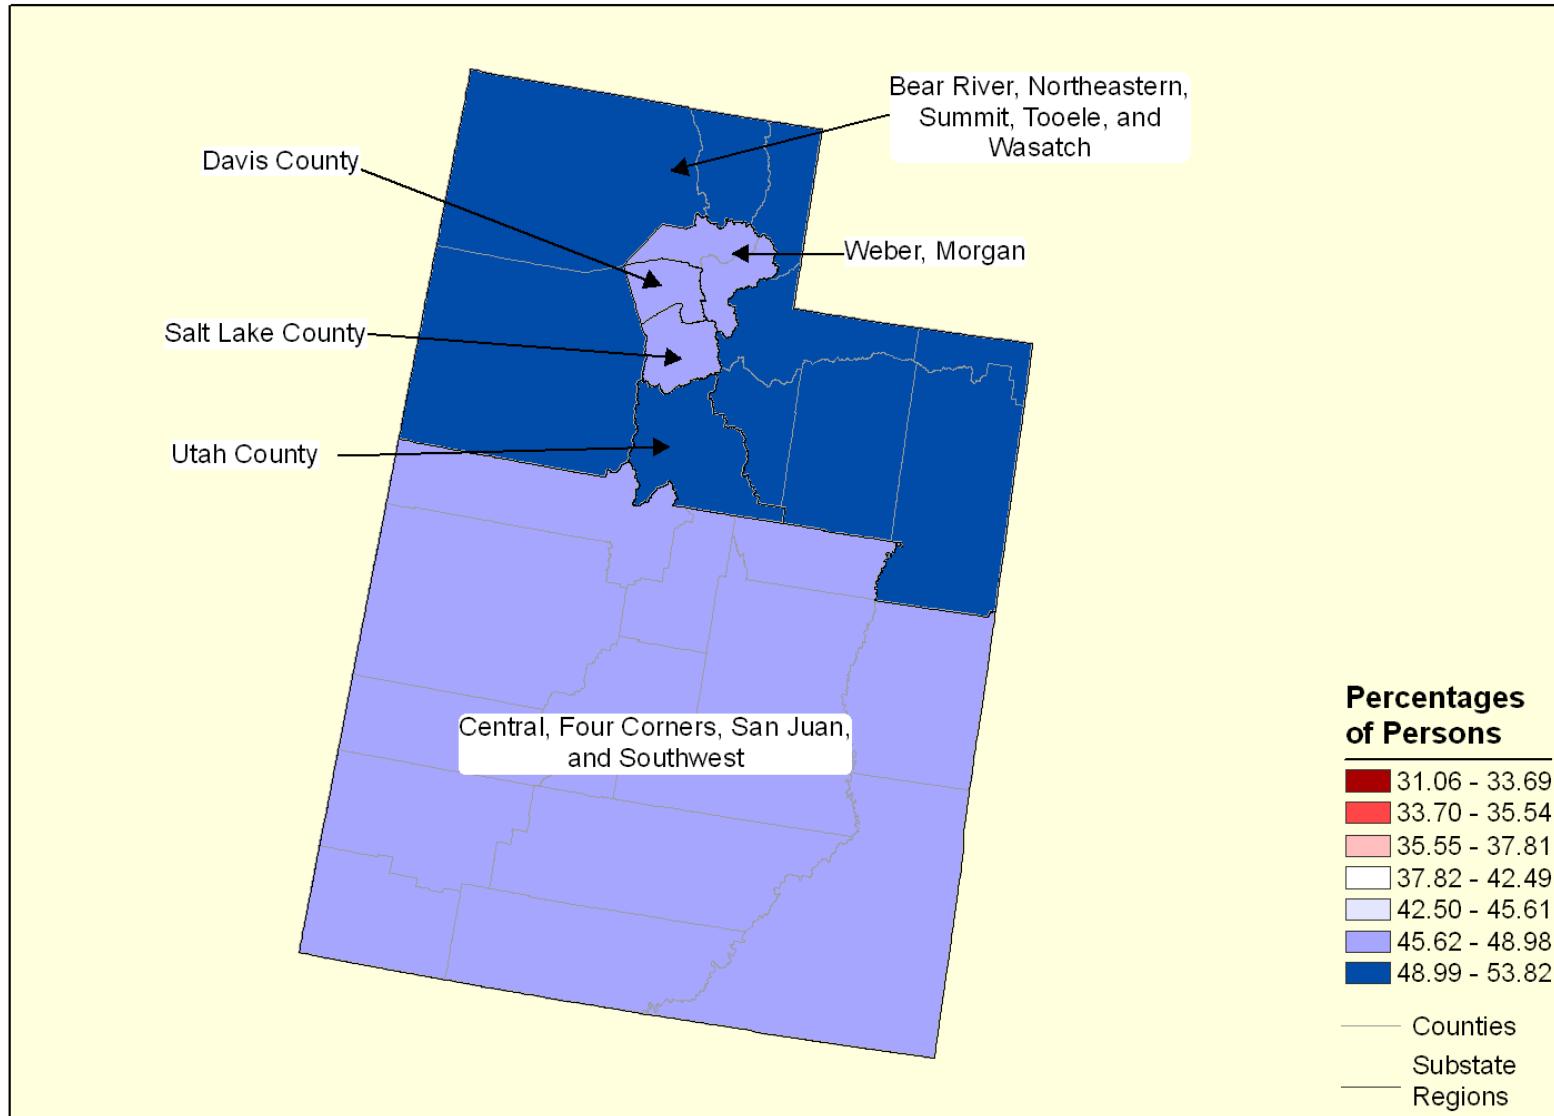 Bear River, Northeastern,
Summit, Tooele, and
Wasatch
Davis County
Weber, Morgan
Salt Lake County
Utah County
Central, Four Corners, San Juan,
and Southwest
Percentages
of Persons
31.06 - 33.69
33.70 - 35.54
35.55 - 37.81
37.82 - 42.49
42.50 - 45.61
45.62 - 48.98
48.99 - 53.82
Counties
Substate
Regions